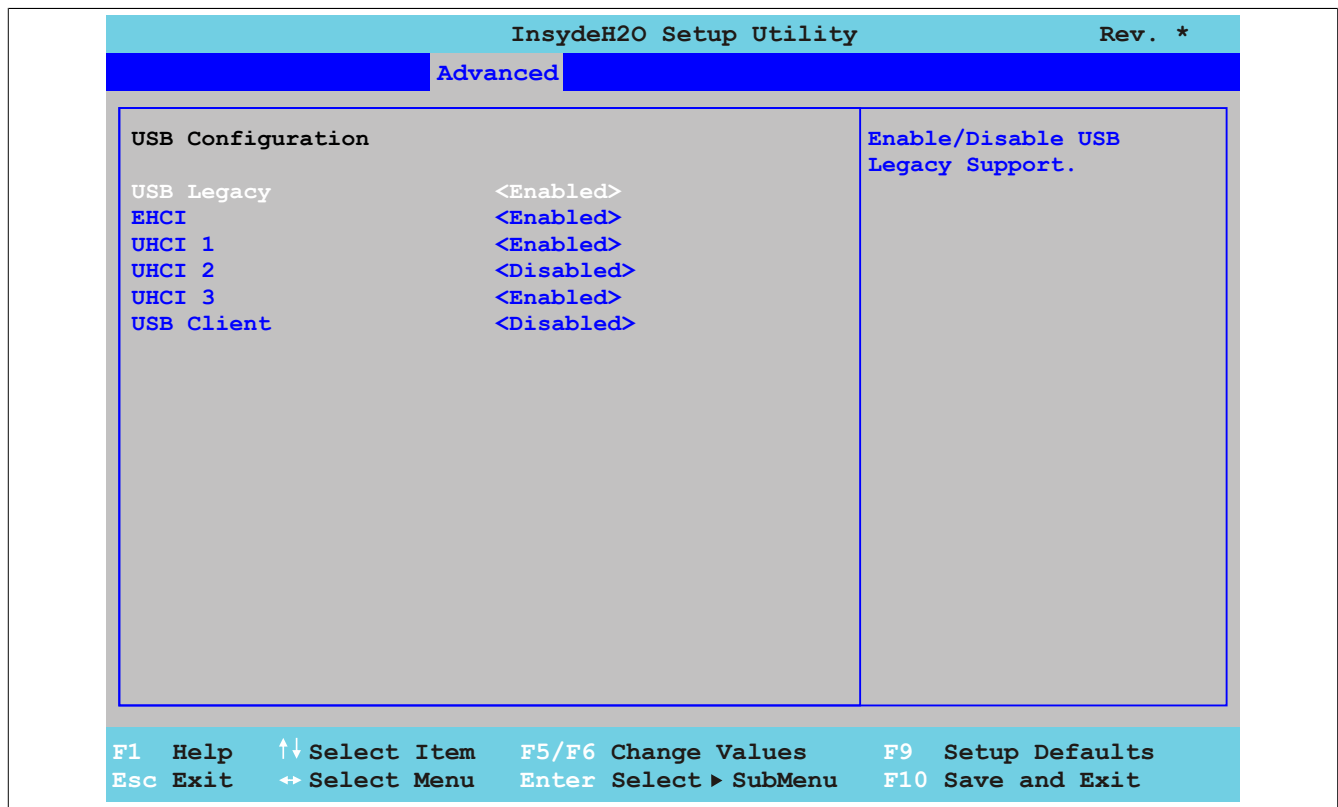 InsydeH2O Setup Utility Rev. *
Advanced
USB Configuration
Enable/Disable USB
Legacy Support.
USB Legacy <Enabled>
EHCI <Enabled>
UHCI 1 <Enabled>
UHCI 2 <Disabled>
UHCI 3 <Enabled>
USB Client <Disabled>
F1 Help ↑↓ Select Item F5/F6 Change Values F9 Setup Defaults
Esc Exit ↔ Select Menu Enter Select ▶ SubMenu F10 Save and Exit